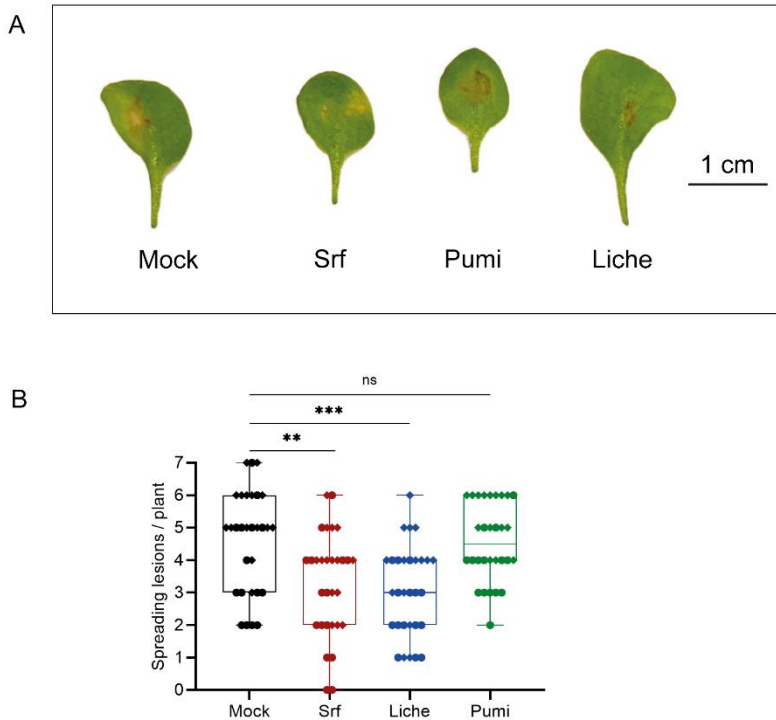 A
1 cm
Mock Srf Pumi Liche
B
ns
***
**
7
6
5
4
3
2
1
0
Spreading lesions / plant
Mock Srf Liche Pumi